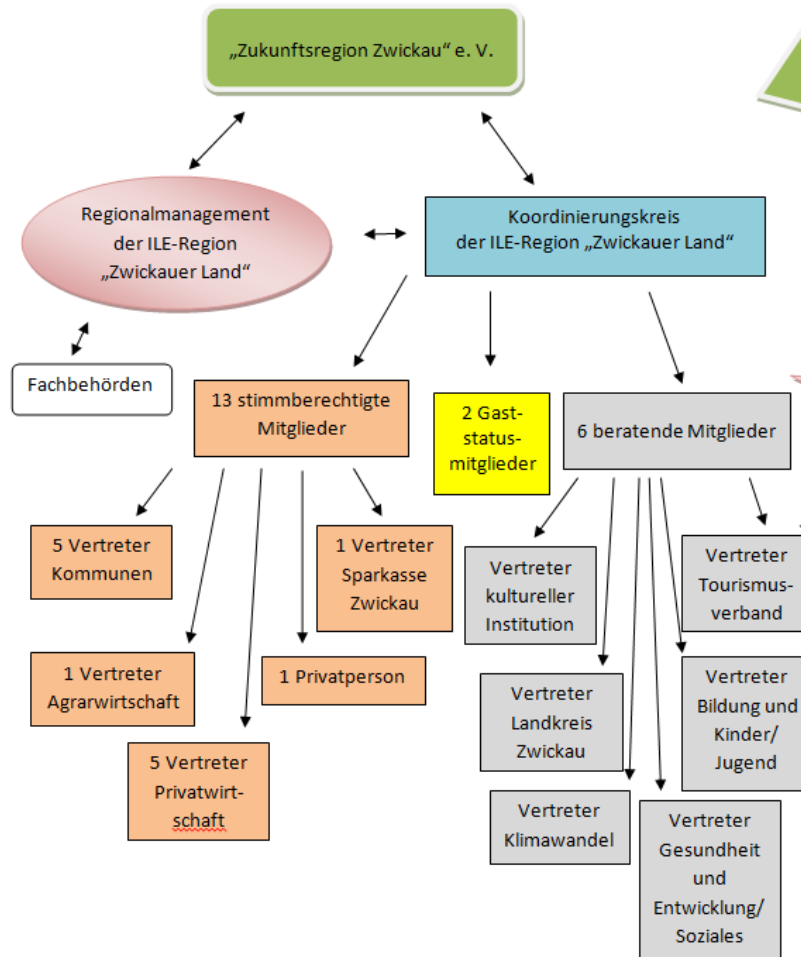 „Zukunftsregion Zwickau“ e. V.
Regionalmanagement
der ILE-Region
„Zwickauer Land“
Koordinierungskreis
der ILE-Region „Zwickauer Land“
Fachbehörden
13 stimmberechtigte
Mitglieder
2 Gast-
status-
mitglieder
6 beratende Mitglieder
5 Vertreter
Kommunen
1 Vertreter
Sparkasse
Zwickau
1 Vertreter
Agrarwirtschaft
1 Privatperson
5 Vertreter
Privatwirt-
schaft
Vertreter
kultureller
Institution
Vertreter
Tourismus-
verband
Vertreter
Landkreis
Zwickau
Vertreter
Bildung und
Kinder/
Jugend
Vertreter
Klimawandel
Vertreter
Gesundheit
und
Entwicklung/
Soziales